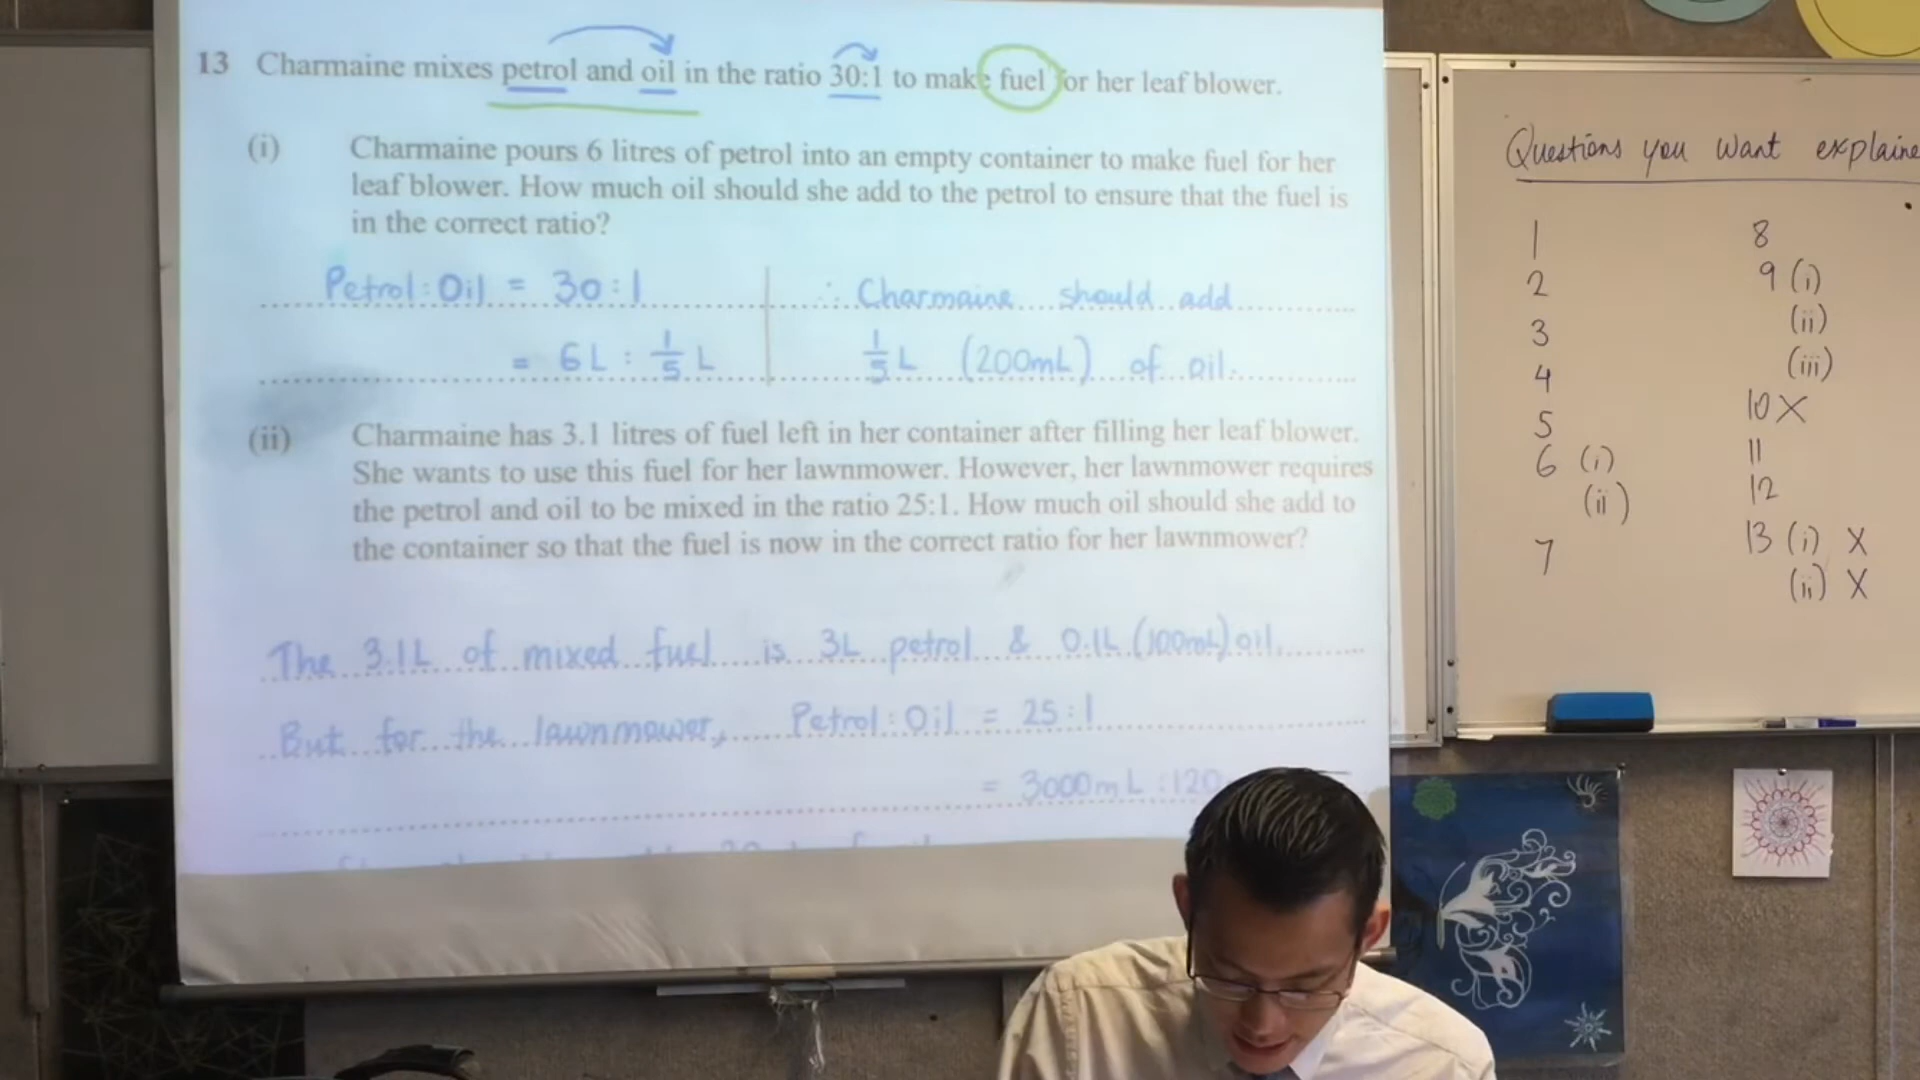 13 Charmaine mixes petrol and oil in the ratio 30:1 to make fuel for her leaf blower.
(i) Charmaine pours 6 litres of petrol into an empty container to make fuel for her
leaf blower. How much oil should she add to the petrol to ensure that the fuel is
in the correct ratio?
Petrol : Oil = 30 : 1
= 6L : 1/5 L
∴ Charmaine should add
1/5 L (200mL) of oil.
(ii) Charmaine has 3.1 litres of fuel left in her container after filling her leaf blower.
She wants to use this fuel for her lawnmower. However, her lawnmower requires
the petrol and oil to be mixed in the ratio 25:1. How much oil should she add to
the container so that the fuel is now in the correct ratio for her lawnmower?
The 3.1L of mixed fuel is 3L petrol & 0.1L (100mL) oil.
But for the lawnmower, Petrol : Oil = 25 : 1
= 3000mL : 120
Questions you want explaine
1
2
3
4
5
6 (i)
(ii)
7
8
9 (i)
(ii)
(iii)
10 X
11
12
13 (i) X
(ii) X